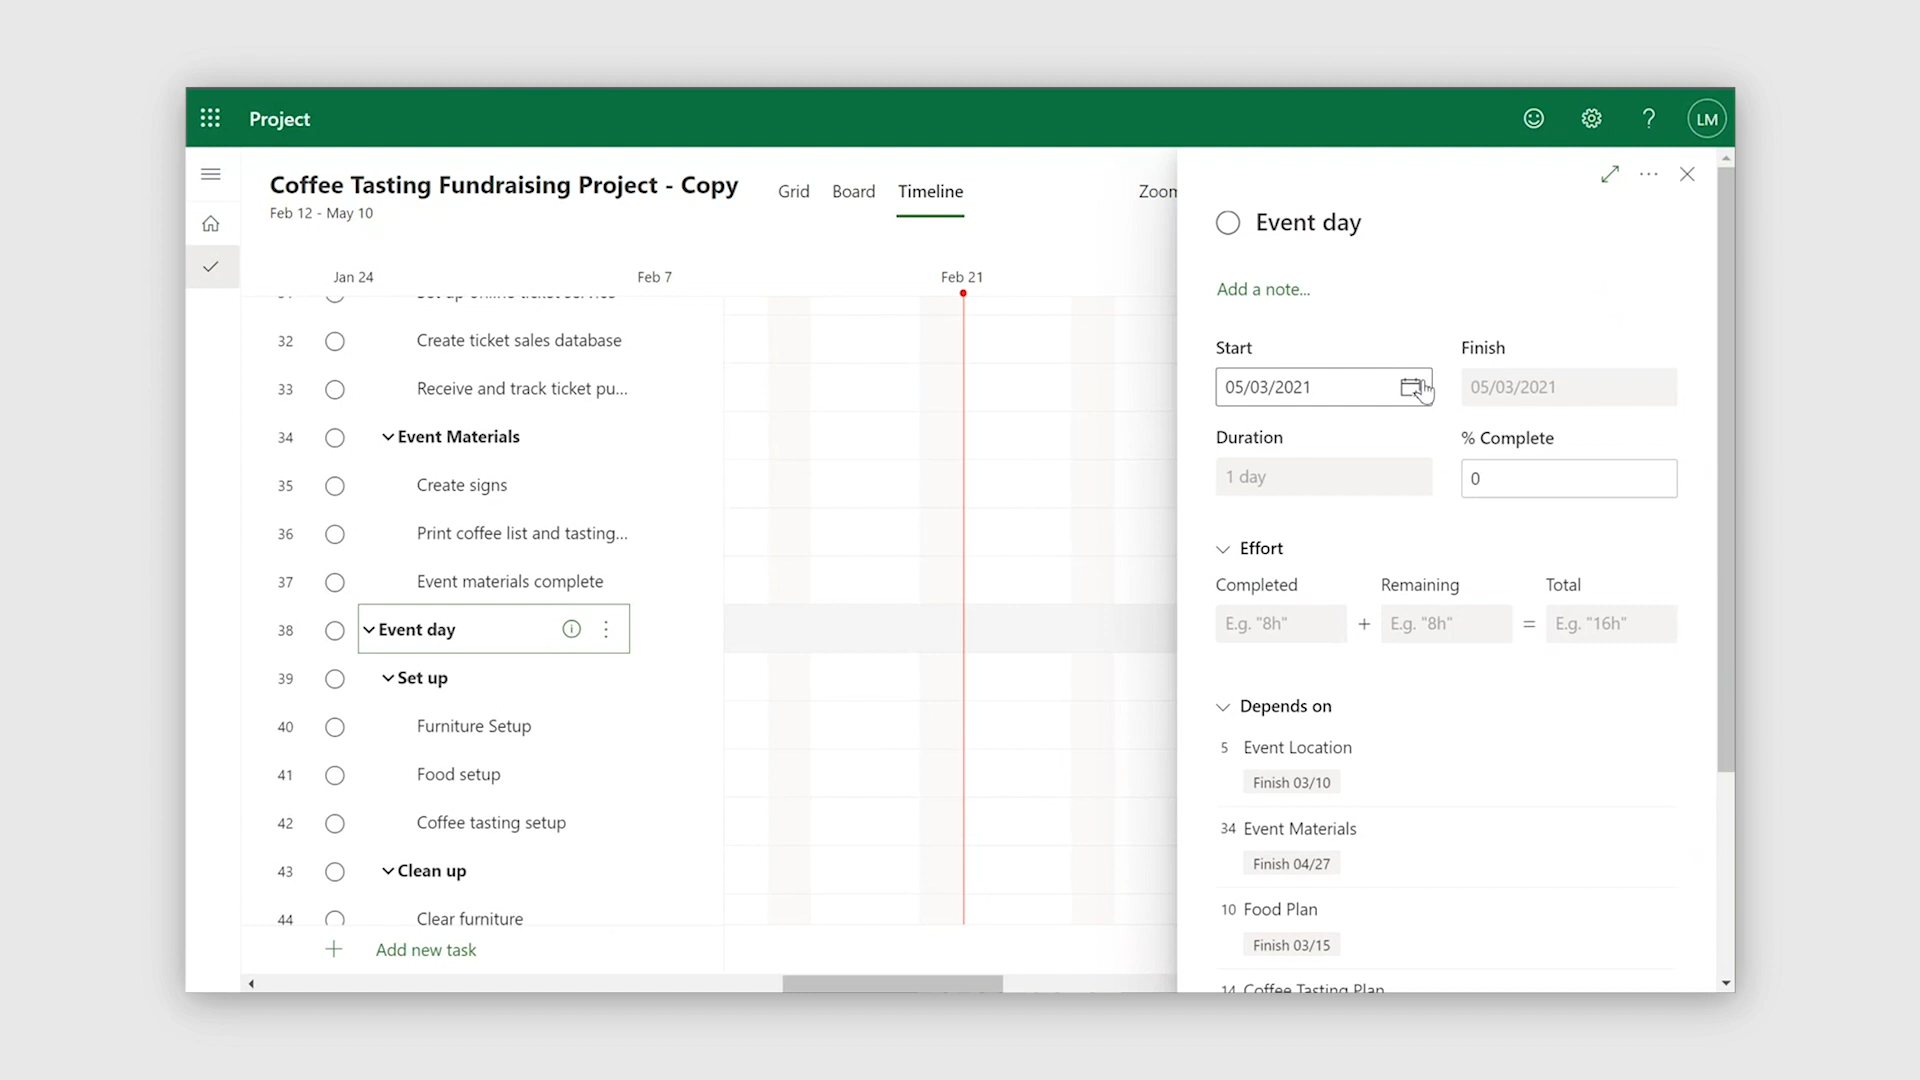 Project
LM
Coffee Tasting Fundraising Project - Copy
Feb 12 - May 10
Grid
Board
Timeline
Zoom
Jan 24
Feb 7
Feb 21
32
Create ticket sales database
33
Receive and track ticket pu...
34
Event Materials
35
Create signs
36
Print coffee list and tasting...
37
Event materials complete
38
Event day
39
Set up
40
Furniture Setup
41
Food setup
42
Coffee tasting setup
43
Clean up
44
Clear furniture
+ Add new task
Event day
Add a note...
Start
Finish
05/03/2021
05/03/2021
Duration
% Complete
1 day
0
Effort
Completed
Remaining
Total
E.g. "8h"
+
E.g. "8h"
=
E.g. "16h"
Depends on
5 Event Location
Finish 03/10
34 Event Materials
Finish 04/27
10 Food Plan
Finish 03/15
14 Coffee Tasting Plan